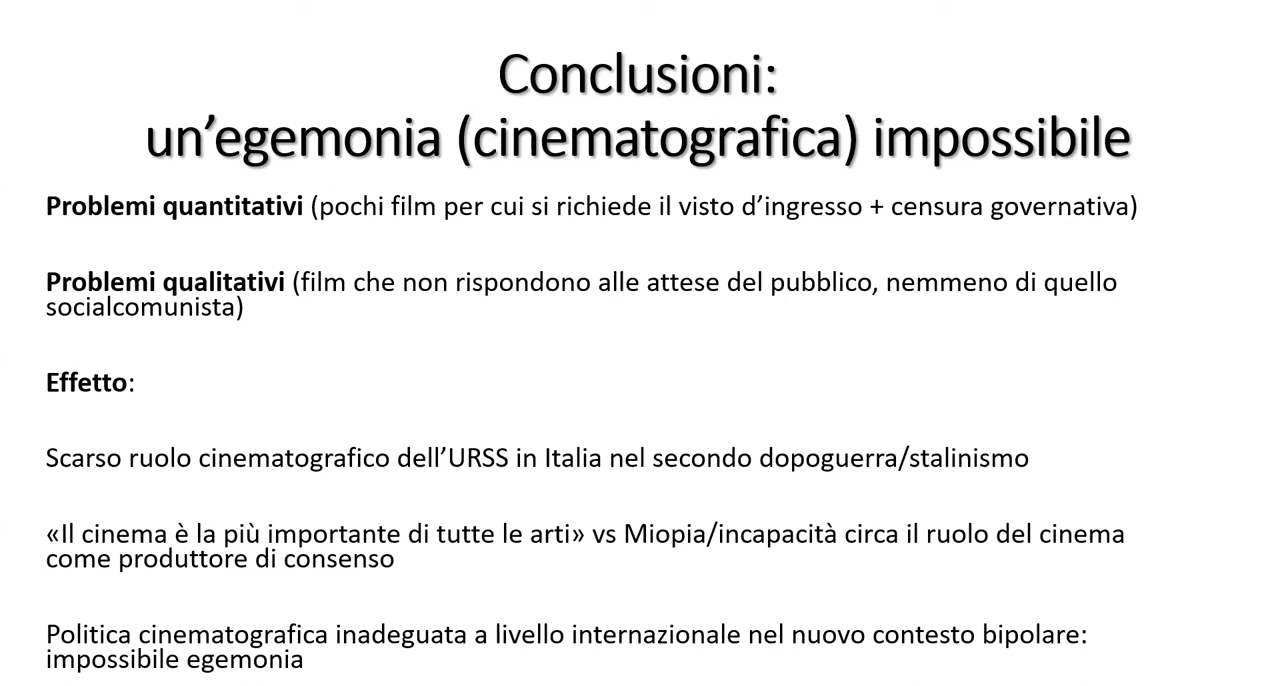 Conclusioni:
un’egemonia (cinematografica) impossibile
Problemi quantitativi (pochi film per cui si richiede il visto d’ingresso + censura governativa)
Problemi qualitativi (film che non rispondono alle attese del pubblico, nemmeno di quello
socialcomunista)
Effetto:
Scarso ruolo cinematografico dell’URSS in Italia nel secondo dopoguerra/stalinismo
«Il cinema è la più importante di tutte le arti» vs Miopia/incapacità circa il ruolo del cinema
come produttore di consenso
Politica cinematografica inadeguata a livello internazionale nel nuovo contesto bipolare:
impossibile egemonia